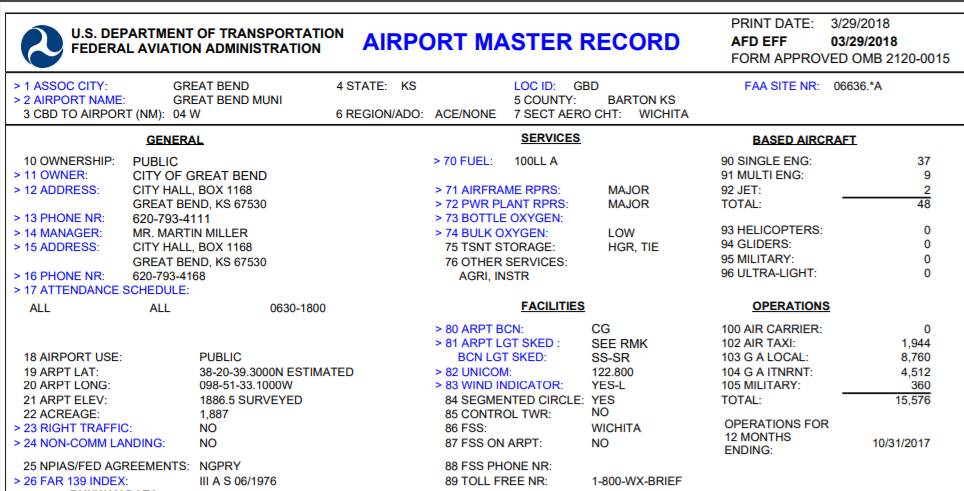 U.S. DEPARTMENT OF TRANSPORTATION
FEDERAL AVIATION ADMINISTRATION
AIRPORT MASTER RECORD
PRINT DATE: 3/29/2018
AFD EFF 03/29/2018
FORM APPROVED OMB 2120-0015
> 1 ASSOC CITY: GREAT BEND 4 STATE: KS LOC ID: GBD FAA SITE NR: 06636.*A
> 2 AIRPORT NAME: GREAT BEND MUNI 5 COUNTY: BARTON KS
3 CBD TO AIRPORT (NM): 04 W 6 REGION/ADO: ACE/NONE 7 SECT AERO CHT: WICHITA
GENERAL
10 OWNERSHIP: PUBLIC
> 11 OWNER: CITY OF GREAT BEND
> 12 ADDRESS: CITY HALL, BOX 1168
GREAT BEND, KS 67530
> 13 PHONE NR: 620-793-4111
> 14 MANAGER: MR. MARTIN MILLER
> 15 ADDRESS: CITY HALL, BOX 1168
GREAT BEND, KS 67530
> 16 PHONE NR: 620-793-4168
> 17 ATTENDANCE SCHEDULE:
ALL ALL 0630-1800
18 AIRPORT USE: PUBLIC
19 ARPT LAT: 38-20-39.3000N ESTIMATED
20 ARPT LONG: 098-51-33.1000W
21 ARPT ELEV: 1886.5 SURVEYED
22 ACREAGE: 1,887
> 23 RIGHT TRAFFIC: NO
> 24 NON-COMM LANDING: NO
25 NPIAS/FED AGREEMENTS: NGPRY
> 26 FAR 139 INDEX: III A S 06/1976
SERVICES
> 70 FUEL: 100LL A
> 71 AIRFRAME RPRS: MAJOR
> 72 PWR PLANT RPRS: MAJOR
> 73 BOTTLE OXYGEN:
> 74 BULK OXYGEN: LOW
75 TSNT STORAGE: HGR, TIE
76 OTHER SERVICES:
AGRI, INSTR
FACILITIES
> 80 ARPT BCN: CG
> 81 ARPT LGT SKED : SEE RMK
BCN LGT SKED: SS-SR
> 82 UNICOM: 122.800
> 83 WIND INDICATOR: YES-L
84 SEGMENTED CIRCLE: YES
85 CONTROL TWR: NO
86 FSS: WICHITA
87 FSS ON ARPT: NO
88 FSS PHONE NR:
89 TOLL FREE NR: 1-800-WX-BRIEF
BASED AIRCRAFT
90 SINGLE ENG: 37
91 MULTI ENG: 9
92 JET: 2
TOTAL: 48
93 HELICOPTERS: 0
94 GLIDERS: 0
95 MILITARY: 0
96 ULTRA-LIGHT: 0
OPERATIONS
100 AIR CARRIER: 0
102 AIR TAXI: 1,944
103 G A LOCAL: 8,760
104 G A ITNRNT: 4,512
105 MILITARY: 360
TOTAL: 15,576
OPERATIONS FOR
12 MONTHS
ENDING: 10/31/2017